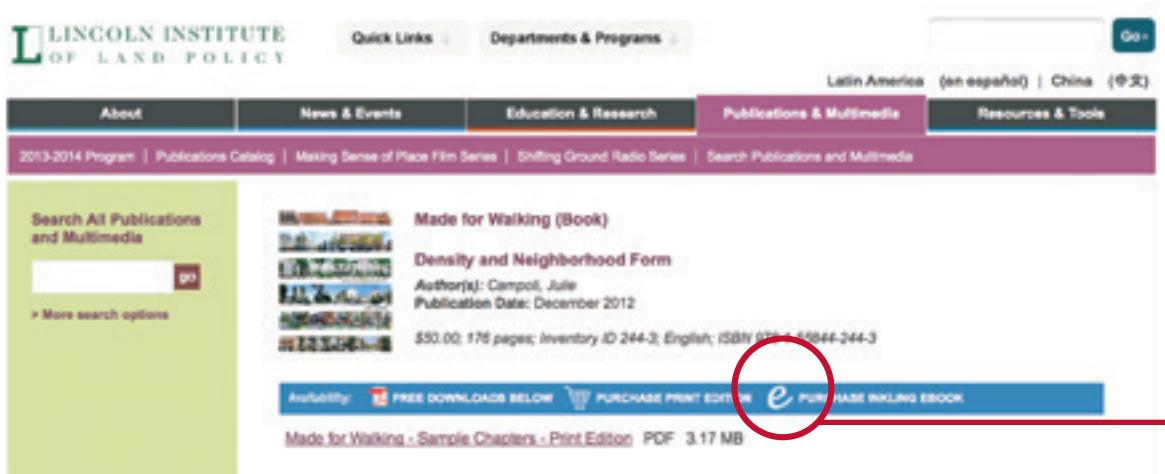 LINCOLN INSTITUTE
OF LAND POLICY
Quick Links
Departments & Programs
Go
Latin America (en español) | China (中文)
About
News & Events
Education & Research
Publications & Multimedia
Resources & Tools
2013-2014 Program | Publications Catalog | Making Sense of Place Film Series | Shifting Ground Radio Series | Search Publications and Multimedia
Search All Publications
and Multimedia
go
> More search options
Made for Walking (Book)
Density and Neighborhood Form
Author(s): Campoli, Julie
Publication Date: December 2012
$50.00; 176 pages; Inventory ID 244-3; English; ISBN 978-1-55844-244-3
Availability: FREE DOWNLOADS BELOW PURCHASE PRINT EDITION e PURCHASE INKLING EBOOK
Made for Walking - Sample Chapters - Print Edition PDF 3.17 MB